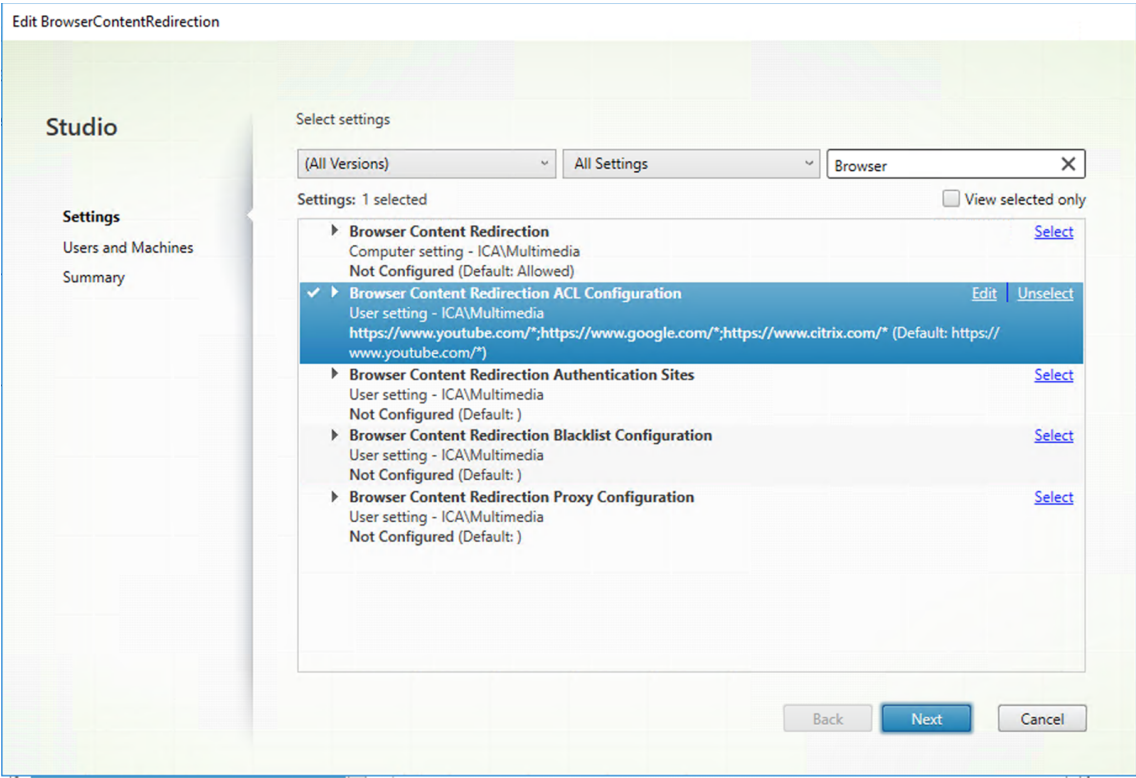 Edit BrowserContentRedirection
Studio
Settings
Users and Machines
Summary
Select settings
(All Versions)
All Settings
Browser
Settings: 1 selected
View selected only
Browser Content Redirection
Select
Computer setting - ICA\Multimedia
Not Configured (Default: Allowed)
Browser Content Redirection ACL Configuration
Edit
Unselect
User setting - ICA\Multimedia
https://www.youtube.com/*;https://www.google.com/*;https://www.citrix.com/* (Default: https://
www.youtube.com/*)
Browser Content Redirection Authentication Sites
Select
User setting - ICA\Multimedia
Not Configured (Default: )
Browser Content Redirection Blacklist Configuration
Select
User setting - ICA\Multimedia
Not Configured (Default: )
Browser Content Redirection Proxy Configuration
Select
User setting - ICA\Multimedia
Not Configured (Default: )
Back
Next
Cancel